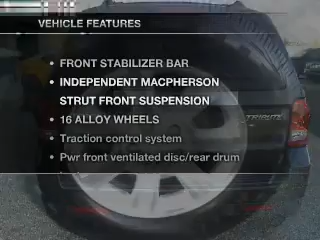 VEHICLE FEATURES
• FRONT STABILIZER BAR
• INDEPENDENT MACPHERSON
STRUT FRONT SUSPENSION
• 16 ALLOY WHEELS
• Traction control system
• Pwr front ventilated disc/rear drum
TRIBUTE